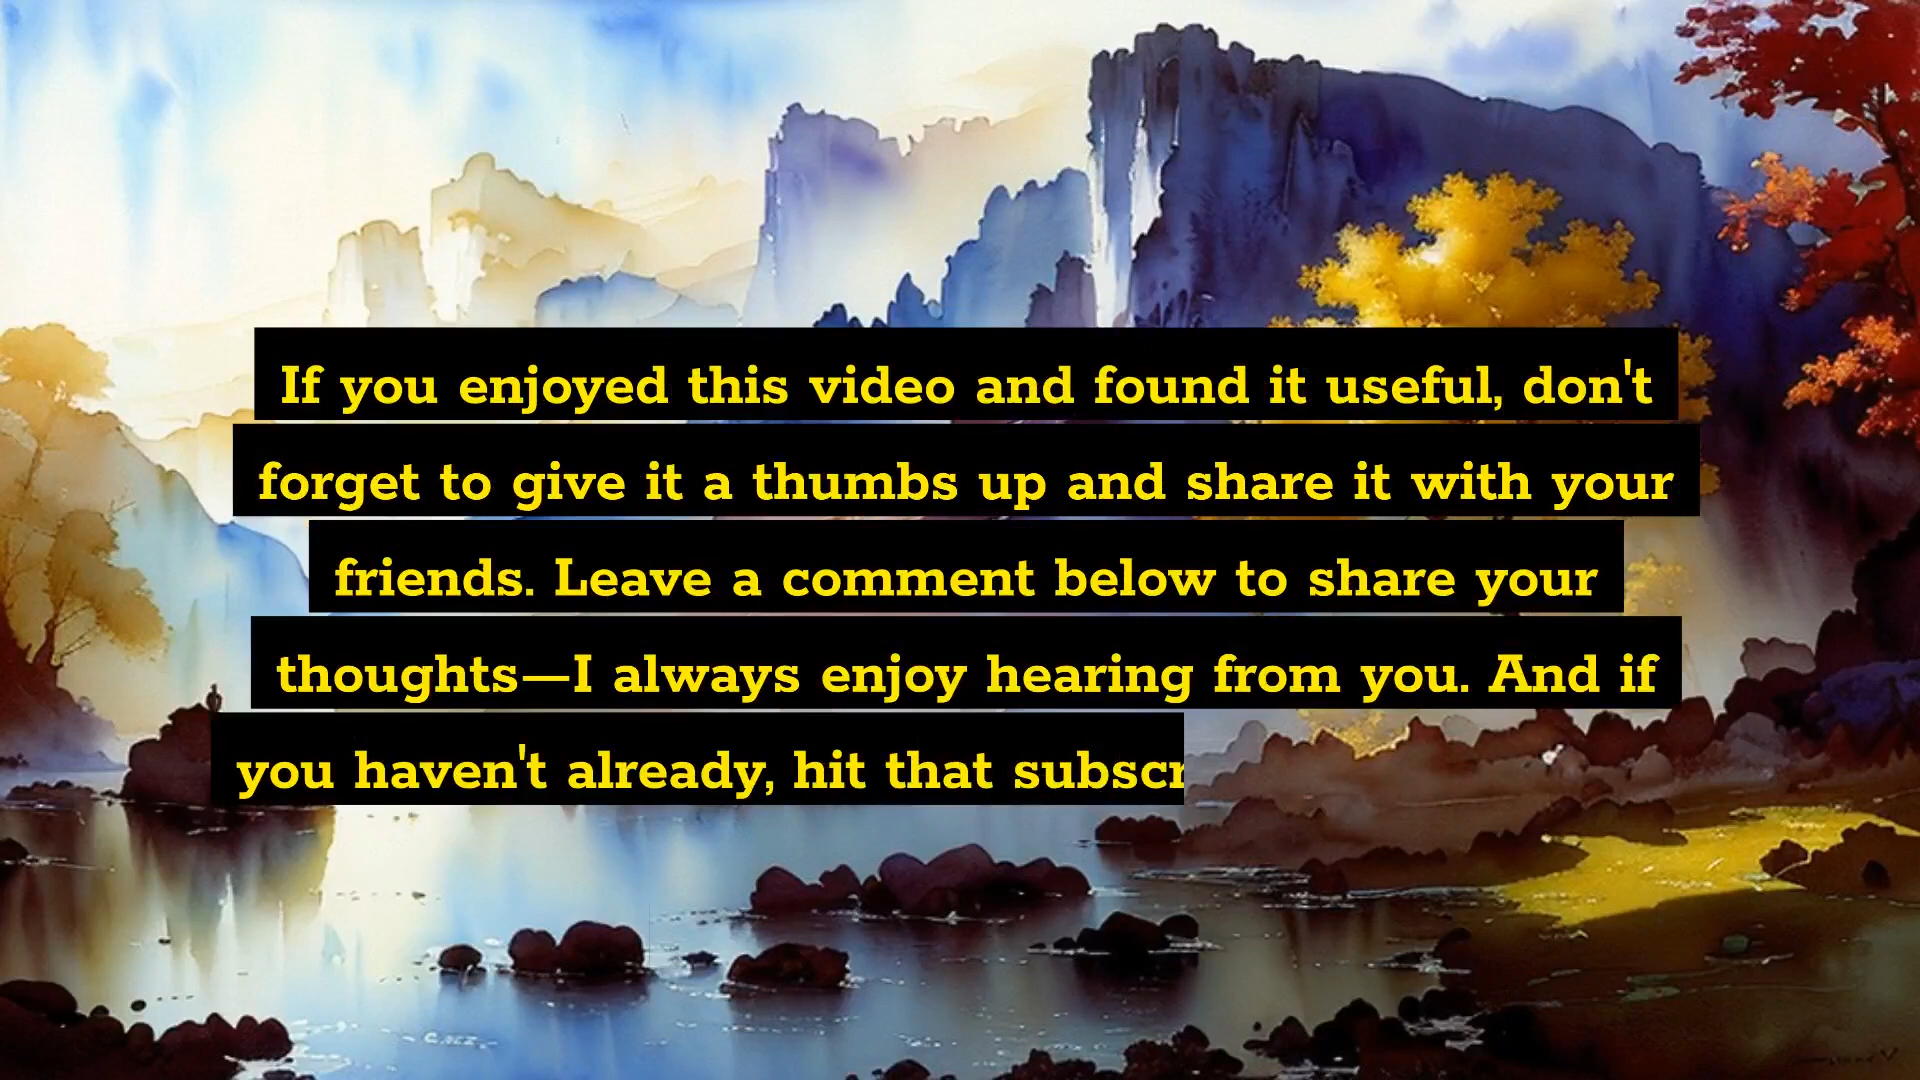 If you enjoyed this video and found it useful, don't
forget to give it a thumbs up and share it with your
friends. Leave a comment below to share your
thoughts—I always enjoy hearing from you. And if
you haven't already, hit that subscr